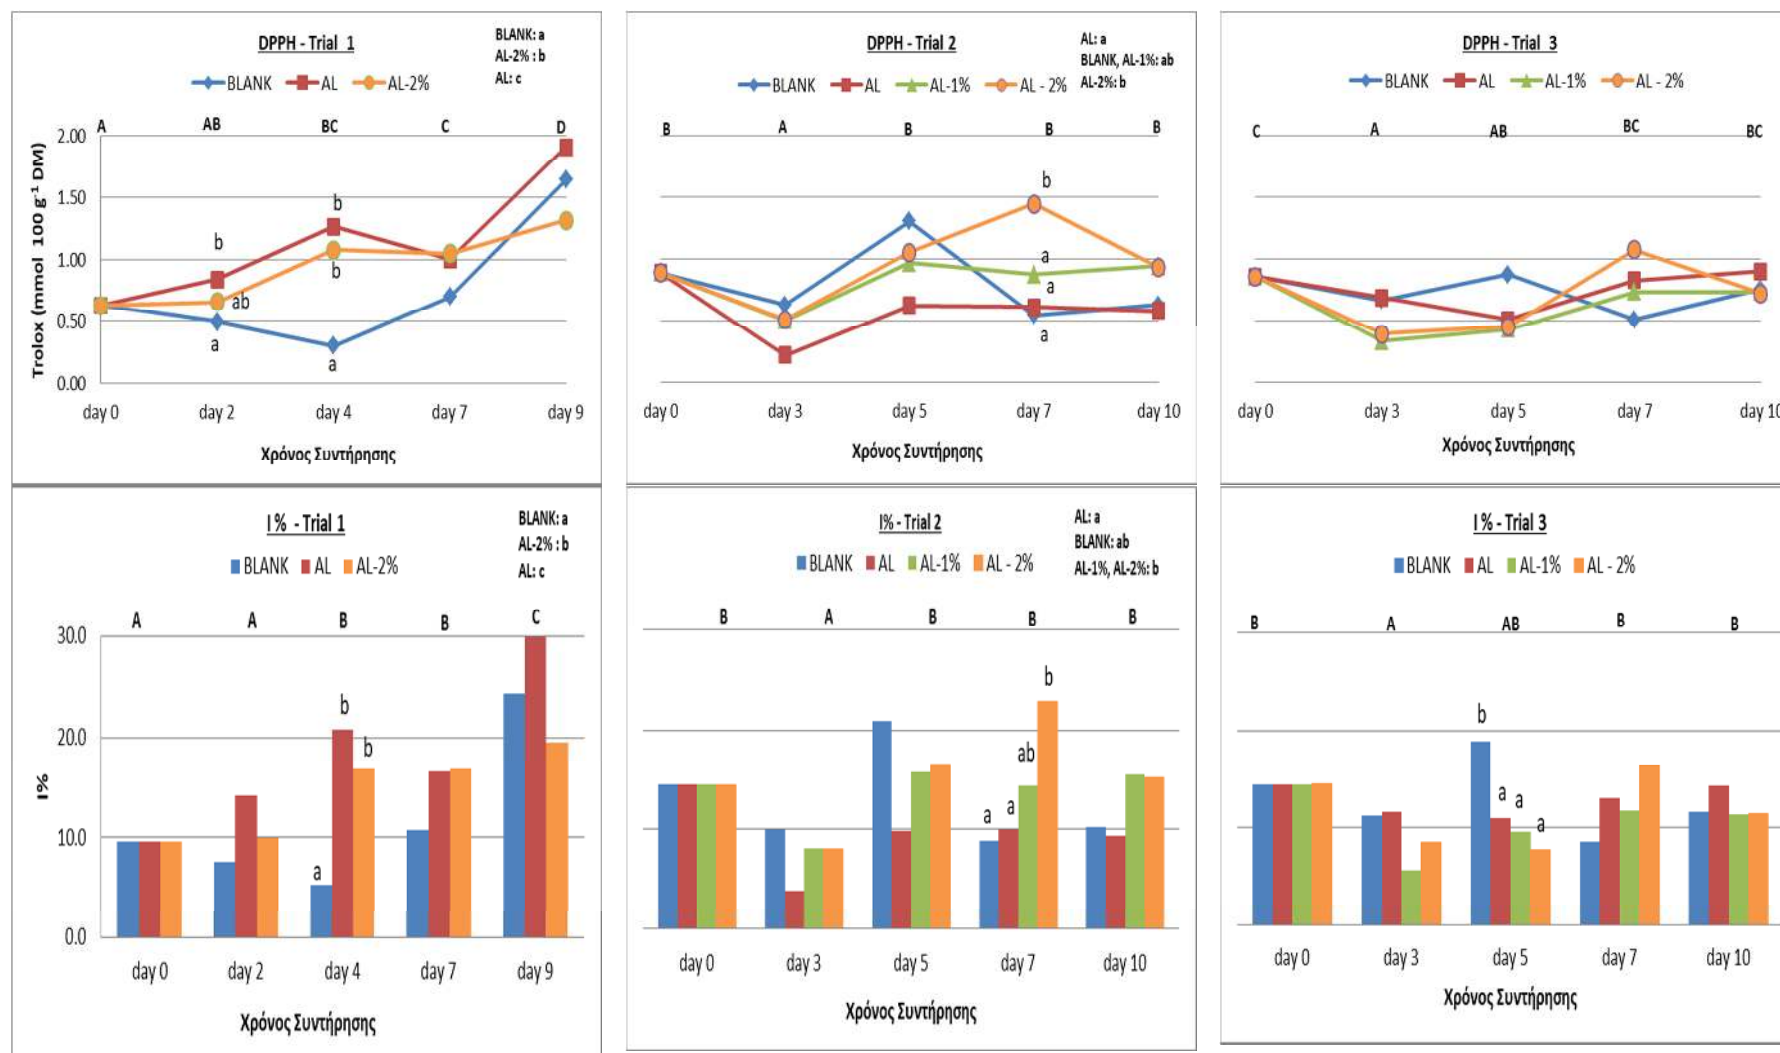 DPPH - Trial 1
BLANK: a
AL-2% : b
AL: c
BLANK AL AL-2%
A AB BC C D
2.00
1.50
1.00
0.50
0.00
Trolox (mmol 100 g⁻¹ DM)
b
b
b
ab
a
a
day 0 day 2 day 4 day 7 day 9
Χρόνος Συντήρησης
DPPH - Trial 2
AL: a
BLANK, AL-1%: ab
AL-2%: b
BLANK AL AL-1% AL - 2%
B A B B B
b
a
a
a
day 0 day 3 day 5 day 7 day 10
Χρόνος Συντήρησης
DPPH - Trial 3
BLANK AL AL-1% AL - 2%
C A AB BC BC
day 0 day 3 day 5 day 7 day 10
Χρόνος Συντήρησης
I % - Trial 1
BLANK: a
AL-2% : b
AL: c
BLANK AL AL-2%
A A B B C
30.0
20.0
10.0
0.0
I%
b
b
a
day 0 day 2 day 4 day 7 day 9
Χρόνος Συντήρησης
I% - Trial 2
AL: a
BLANK: ab
AL-1%, AL-2%: b
BLANK AL AL-1% AL - 2%
B A B B B
b
ab
a a
day 0 day 3 day 5 day 7 day 10
Χρόνος Συντήρησης
I % - Trial 3
BLANK AL AL-1% AL - 2%
B A AB B B
b
a a
a
day 0 day 3 day 5 day 7 day 10
Χρόνος Συντήρησης